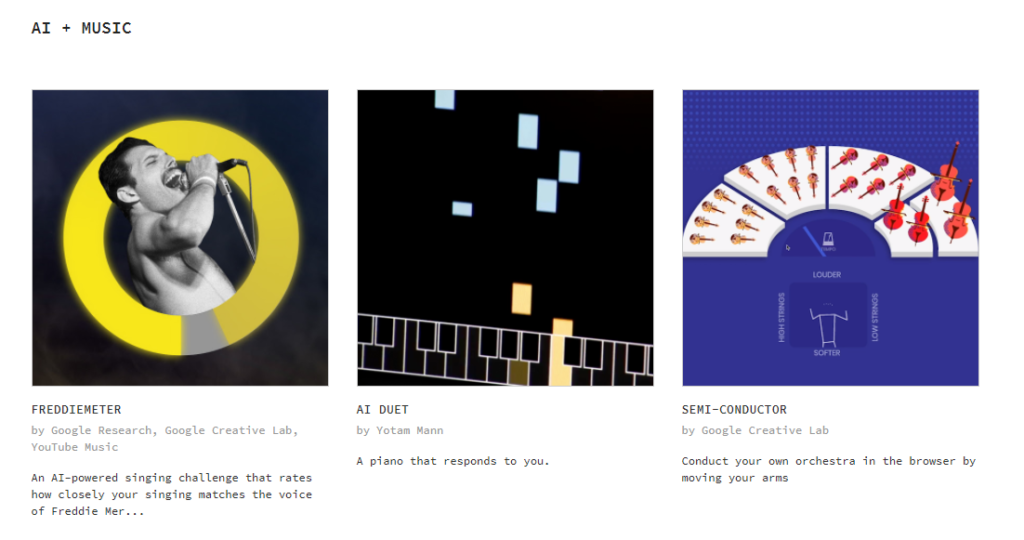 AI + MUSIC
FREDDIEMETER
by Google Research, Google Creative Lab,
YouTube Music
An AI-powered singing challenge that rates
how closely your singing matches the voice
of Freddie Mer...
AI DUET
by Yotam Mann
A piano that responds to you.
LOUDER
HIGH STRINGS
LOW STRINGS
SOFTER
SEMI-CONDUCTOR
by Google Creative Lab
Conduct your own orchestra in the browser by
moving your arms